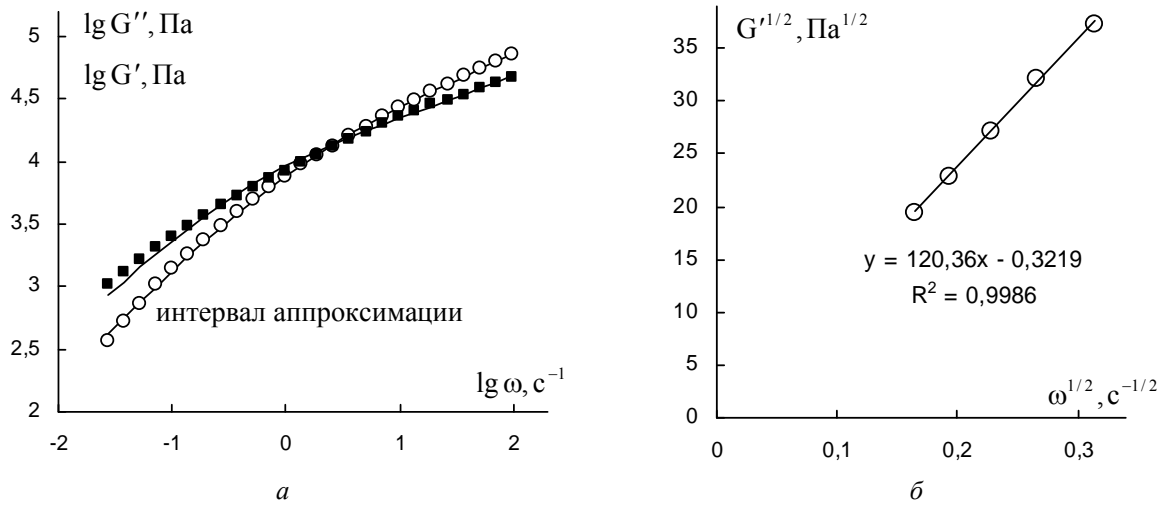 lg G′′, Па
lg G′, Па
5
4,5
4
3,5
3
2,5
2
интервал аппроксимации
lg ω, с⁻¹
-2
-1
0
1
2
а
G′^{1/2}, Па^{1/2}
35
30
25
20
15
10
5
0
y = 120,36x - 0,3219
R² = 0,9986
ω^{1/2}, с^{-1/2}
0
0,1
0,2
0,3
б